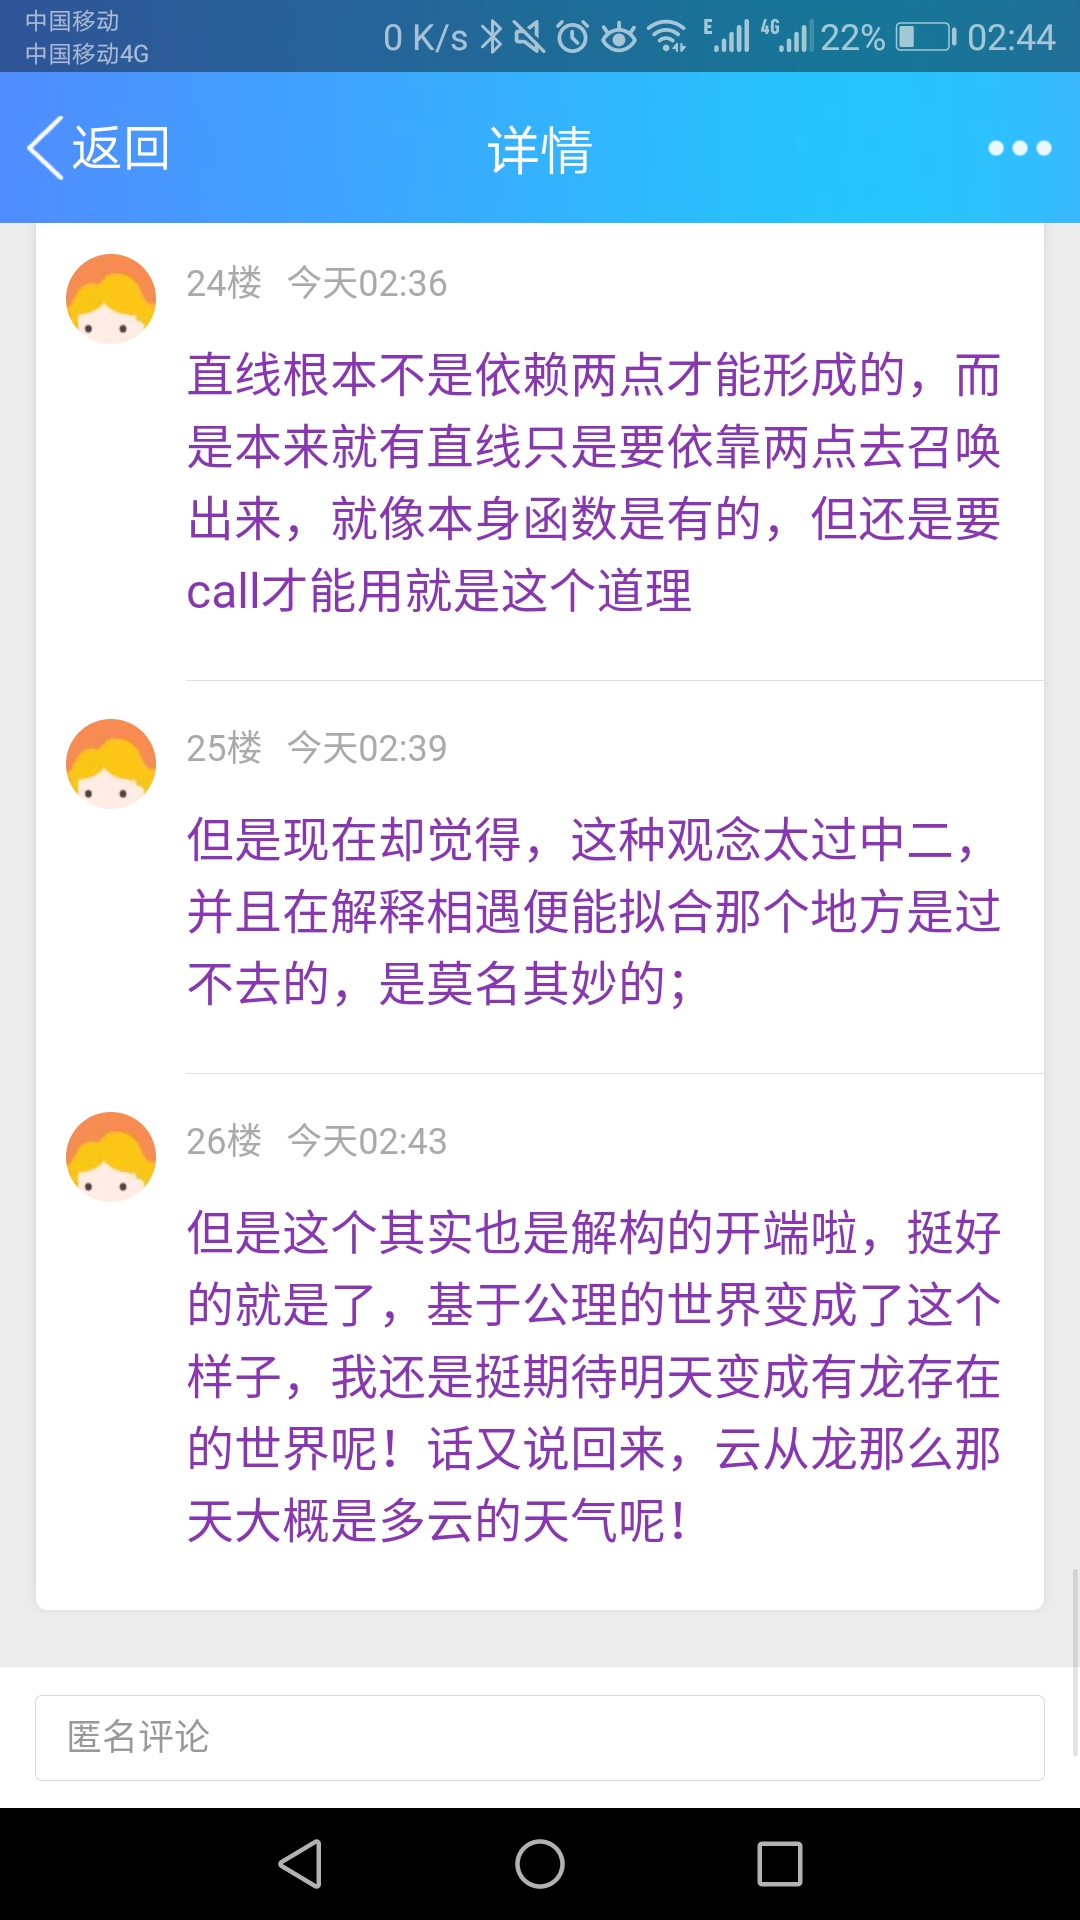 中国移动
中国移动4G
0 K/s
E
4G
22%
02:44
返回
详情
24楼 今天02:36
直线根本不是依赖两点才能形成的，而
是本来就有直线只是要依靠两点去召唤
出来，就像本身函数是有的，但还是要
call才能用就是这个道理
25楼 今天02:39
但是现在却觉得，这种观念太过中二，
并且在解释相遇便能拟合那个地方是过
不去的，是莫名其妙的；
26楼 今天02:43
但是这个其实也是解构的开端啦，挺好
的就是了，基于公理的世界变成了这个
样子，我还是挺期待明天变成有龙存在
的世界呢！话又说回来，云从龙那么那
天大概是多云的天气呢！
匿名评论